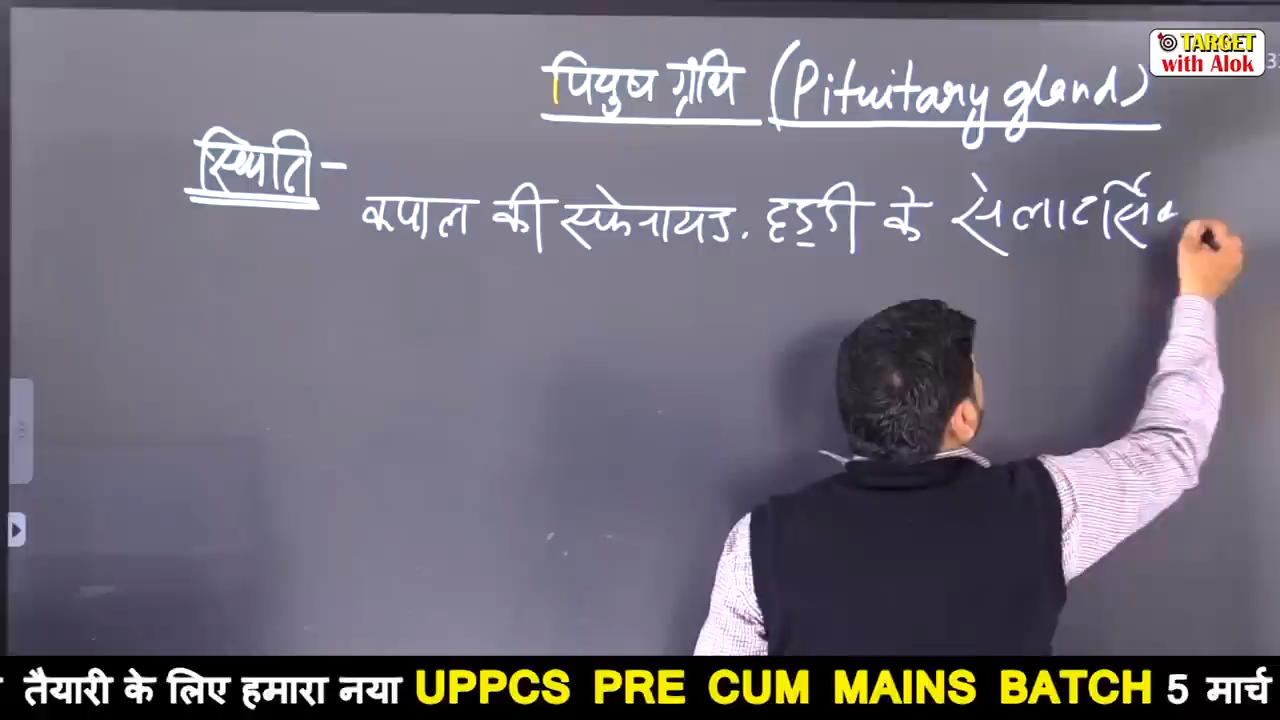 TARGET
with Alok
पियुष ग्रंथि (Pituitary gland)
स्थिति -
कपाल की स्फेनायड. हड्डी के सेलाटर्सि
तैयारी के लिए हमारा नया UPPCS PRE CUM MAINS BATCH 5 मार्च